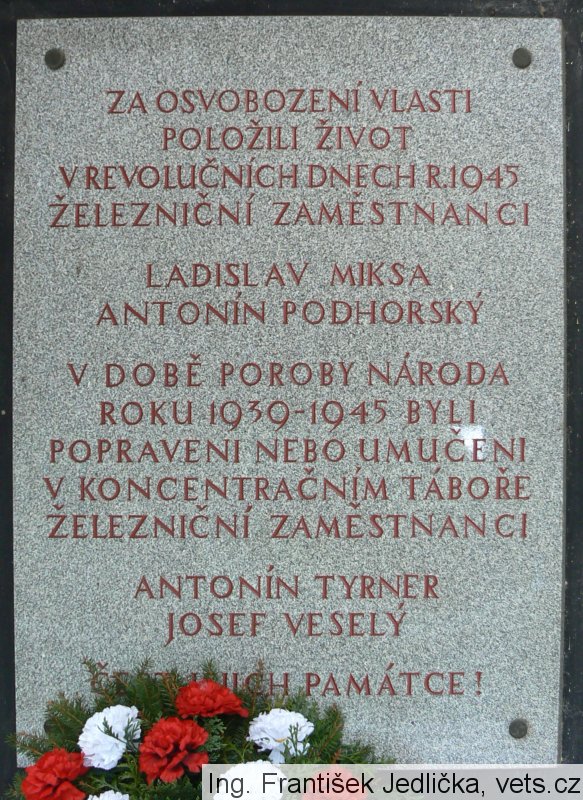 ZA OSVOBOZENÍ VLASTI
POLOŽILI ŽIVOT
V REVOLUČNÍCH DNECH R.1945
ŽELEZNIČNÍ ZAMĚSTNANCI
LADISLAV MIKSA
ANTONÍN PODHORSKÝ
V DOBĚ POROBY NÁRODA
ROKU 1939-1945 BYLI
POPRAVENI NEBO UMUČENI
V KONCENTRAČNÍM TÁBOŘE
ŽELEZNIČNÍ ZAMĚSTNANCI
ANTONÍN TYRNER
JOSEF VESELÝ
PAMÁTCE!
Ing. František Jedlička, vets.cz